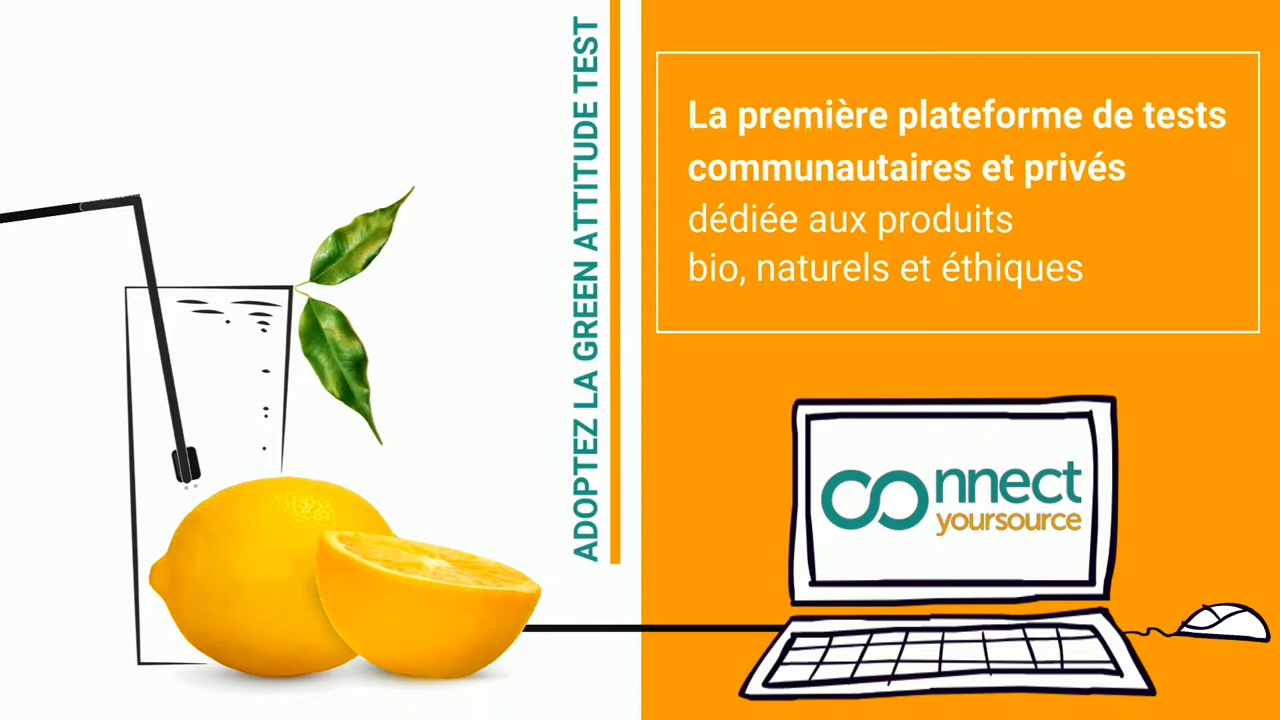 ADOPTEZ LA GREEN ATTITUDE TEST
La première plateforme de tests
communautaires et privés
dédiée aux produits
bio, naturels et éthiques
connect
yoursource